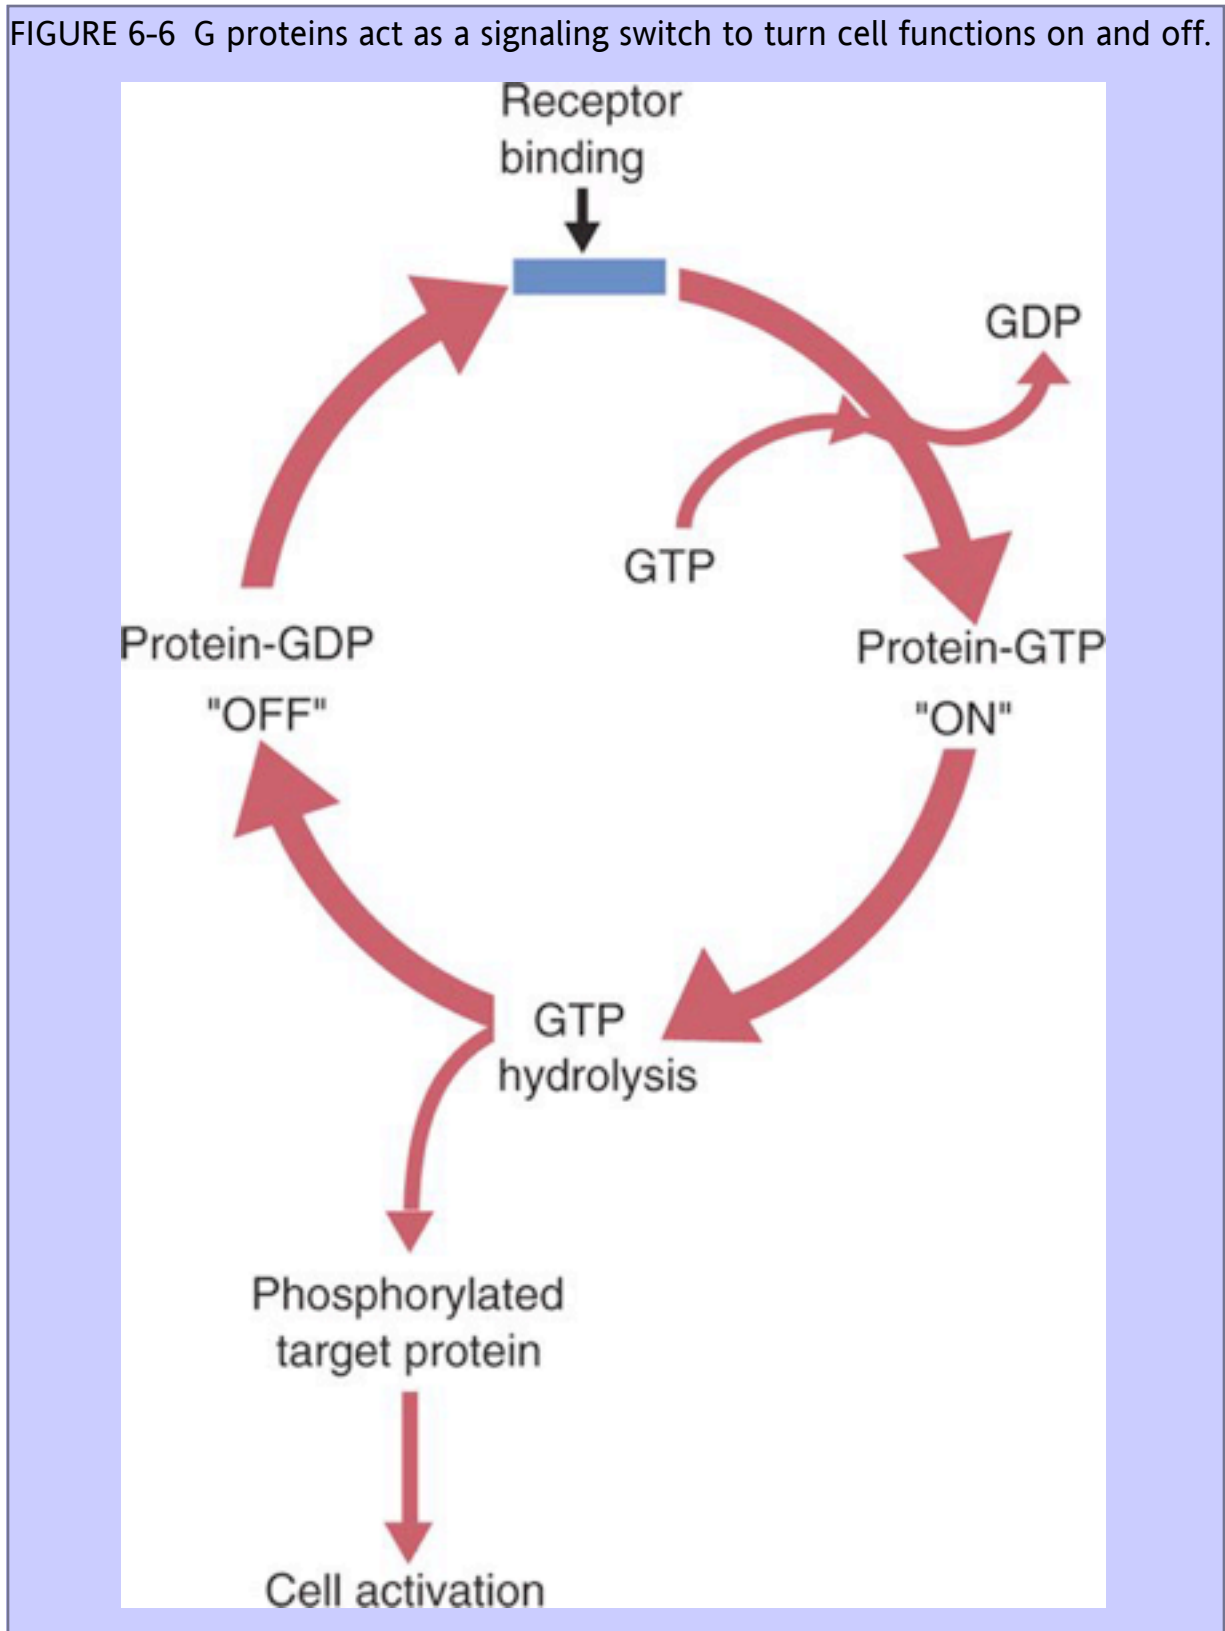 FIGURE 6-6 G proteins act as a signaling switch to turn cell functions on and off.
Receptor
binding
GDP
GTP
Protein-GDP
"OFF"
Protein-GTP
"ON"
GTP
hydrolysis
Phosphorylated
target protein
Cell activation